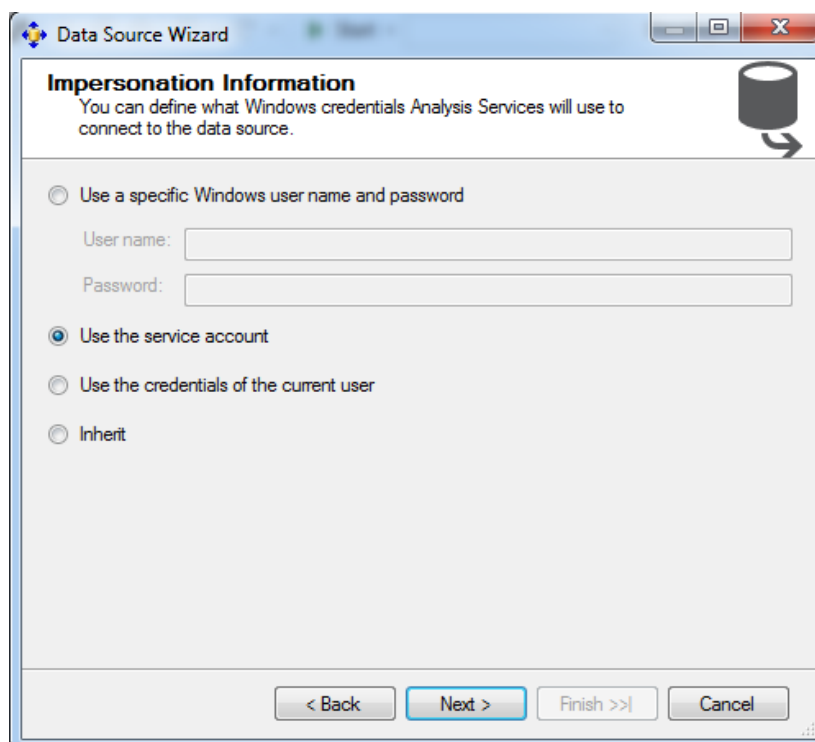 Data Source Wizard
Start
Impersonation Information
You can define what Windows credentials Analysis Services will use to
connect to the data source.
Use a specific Windows user name and password
User name:
Password:
Use the service account
Use the credentials of the current user
Inherit
< Back
Next >
Finish >>|
Cancel